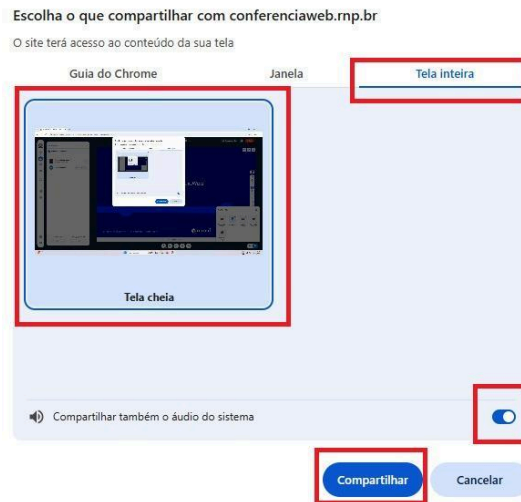 Escolha o que compartilhar com conferenciaweb.rnp.br
O site terá acesso ao conteúdo da sua tela
Guia do Chrome
Janela
Tela inteira
Tela cheia
Compartilhar também o áudio do sistema
Compartilhar
Cancelar